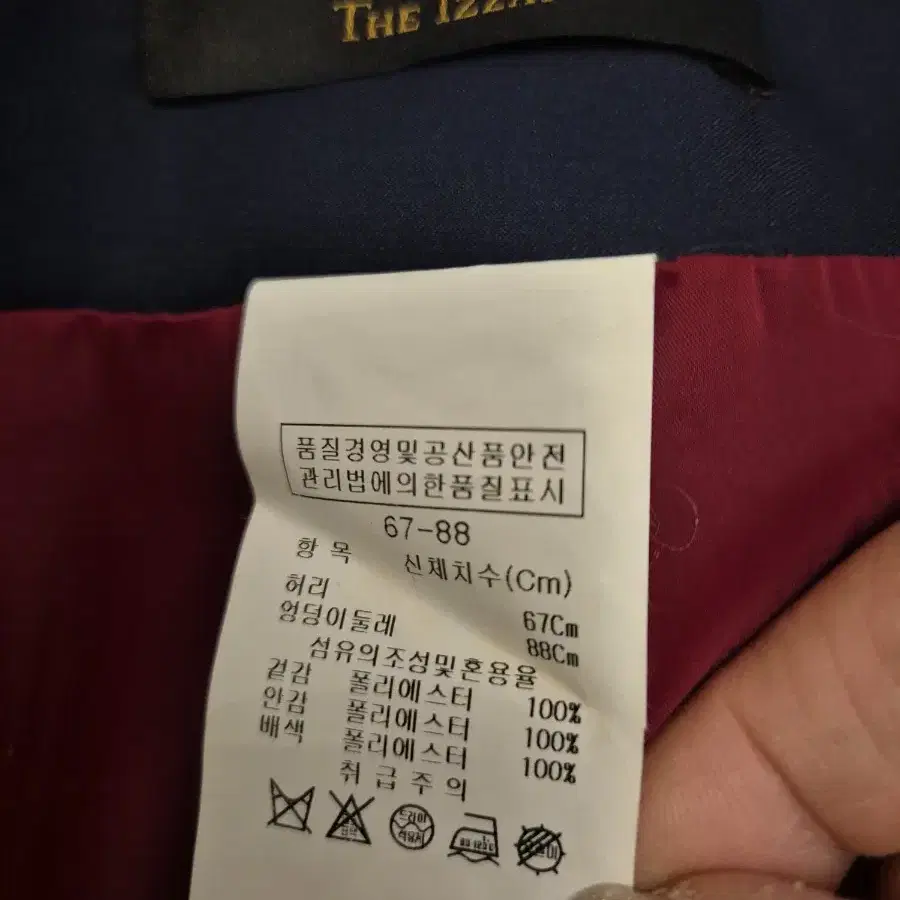 THE
품질경영및공산품안전
관리법에의한품질표시
67-88
항 목 신체치수(Cm)
허리 67Cm
엉덩이둘레 88Cm
섬유의조성및혼용율
겉감 폴리에스터 100%
안감 폴리에스터 100%
배색 폴리에스터 100%
취 급 주 의